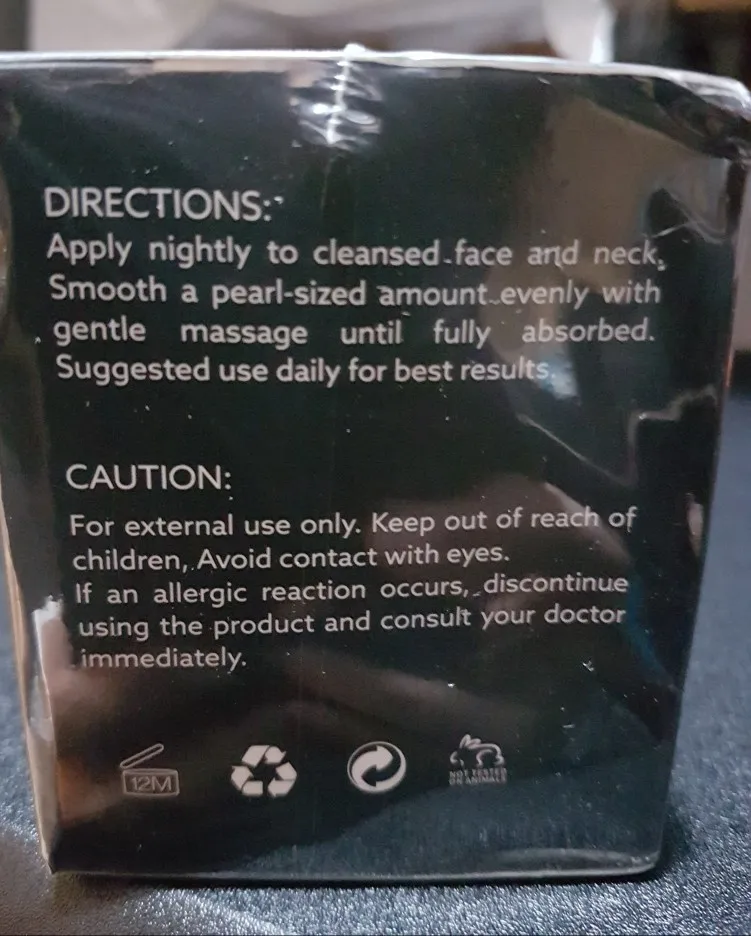 DIRECTIONS:
Apply nightly to cleansed face and neck.
Smooth a pearl-sized amount evenly with
gentle massage until fully absorbed.
Suggested use daily for best results.
CAUTION:
For external use only. Keep out of reach of
children, Avoid contact with eyes.
If an allergic reaction occurs, discontinue
using the product and consult your doctor
immediately.
12M
NOT TESTED
ON ANIMALS